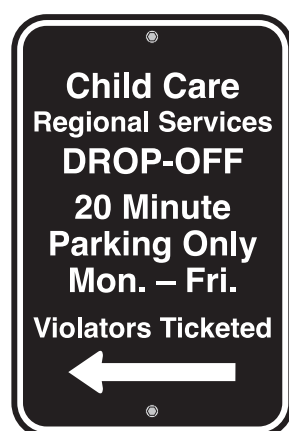 Child Care
Regional Services
DROP-OFF
20 Minute
Parking Only
Mon. – Fri.
Violators Ticketed